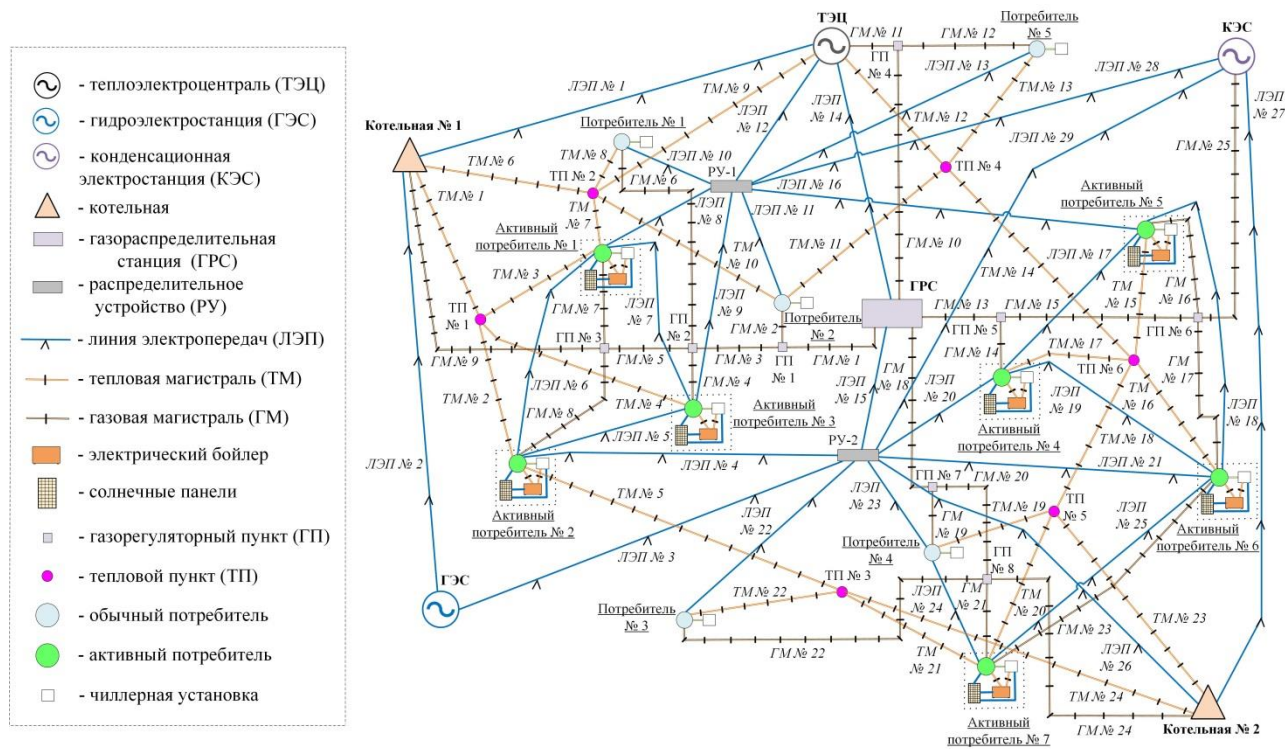 - теплоэлектроцентраль (ТЭЦ)
- гидроэлектростанция (ГЭС)
- конденсационная
электростанция (КЭС)
- котельная
- газораспределительная
станция (ГРС)
- распределительное
устройство (РУ)
- линия электропередач (ЛЭП)
- тепловая магистраль (ТМ)
- газовая магистраль (ГМ)
- электрический бойлер
- солнечные панели
- газорегуляторный пункт (ГП)
- тепловой пункт (ТП)
- обычный потребитель
- активный потребитель
- чиллерная установка
ТЭЦ
ГМ № 11
ГМ № 12
Потребитель
№ 5
КЭС
ГП
№ 4
ЛЭП № 1
ТМ № 9
ЛЭП
№ 12
ЛЭП
№ 14
ЛЭП № 13
ТМ № 13
ЛЭП № 28
ЛЭП
№ 27
Котельная № 1
Потребитель № 1
ТМ № 12
ЛЭП № 29
ТМ № 6
ТМ № 8
ЛЭП № 10
РУ-1
ТП № 4
ГМ № 25
ТМ № 1
ТП № 2
ГМ № 6
ЛЭП № 16
ТМ
№ 7
ЛЭП
№ 8
ЛЭП № 11
Активный
потребитель № 5
Активный
потребитель № 1
ТМ № 3
ТМ
№ 10
ТМ № 11
ГМ № 10
ЛЭП № 17
ТМ № 14
ТМ
№ 15
ГМ
№ 16
ГМ № 7
ЛЭП
№ 7
ЛЭП
№ 9
ГРС
ГМ № 13
ГМ № 15
ТП
№ 1
ГП № 3
ГП
№ 2
ГМ № 2
Потребитель
№ 2
ГП
№ 5
ГП № 6
ГМ № 9
ГМ № 5
ГМ № 3
ГП
№ 1
ГМ № 1
ГМ № 14
ТМ № 17
ТП № 6
ТМ № 2
ЛЭП № 6
ГМ № 4
ГМ
№ 18
ГМ
№ 17
ГМ № 8
ТМ № 4
ЛЭП
№ 15
ЛЭП
№ 20
ЛЭП
№ 19
ТМ
№ 16
ЛЭП
№ 18
ЛЭП № 5
Активный
потребитель № 3
Активный
потребитель № 4
ТМ № 18
ЛЭП № 2
ЛЭП № 4
РУ-2
ЛЭП № 21
ТМ № 5
ГП № 7
ГМ № 20
Активный
потребитель № 2
ЛЭП
№ 22
ЛЭП
№ 23
ГМ
№ 19
ТМ № 19
ТП
№ 5
ЛЭП
№ 25
Активный
потребитель № 6
ЛЭП № 3
Потребитель
№ 4
ГП
№ 8
ГЭС
ТП № 3
Потребитель
№ 3
ТМ № 22
ЛЭП
№ 24
ГМ
№ 21
ТМ
№ 20
ГМ № 23
ТМ № 23
ГМ № 22
ТМ
№ 21
ЛЭП
№ 26
ТМ № 24
Активный
потребитель № 7
ГМ № 24
Котельная № 2